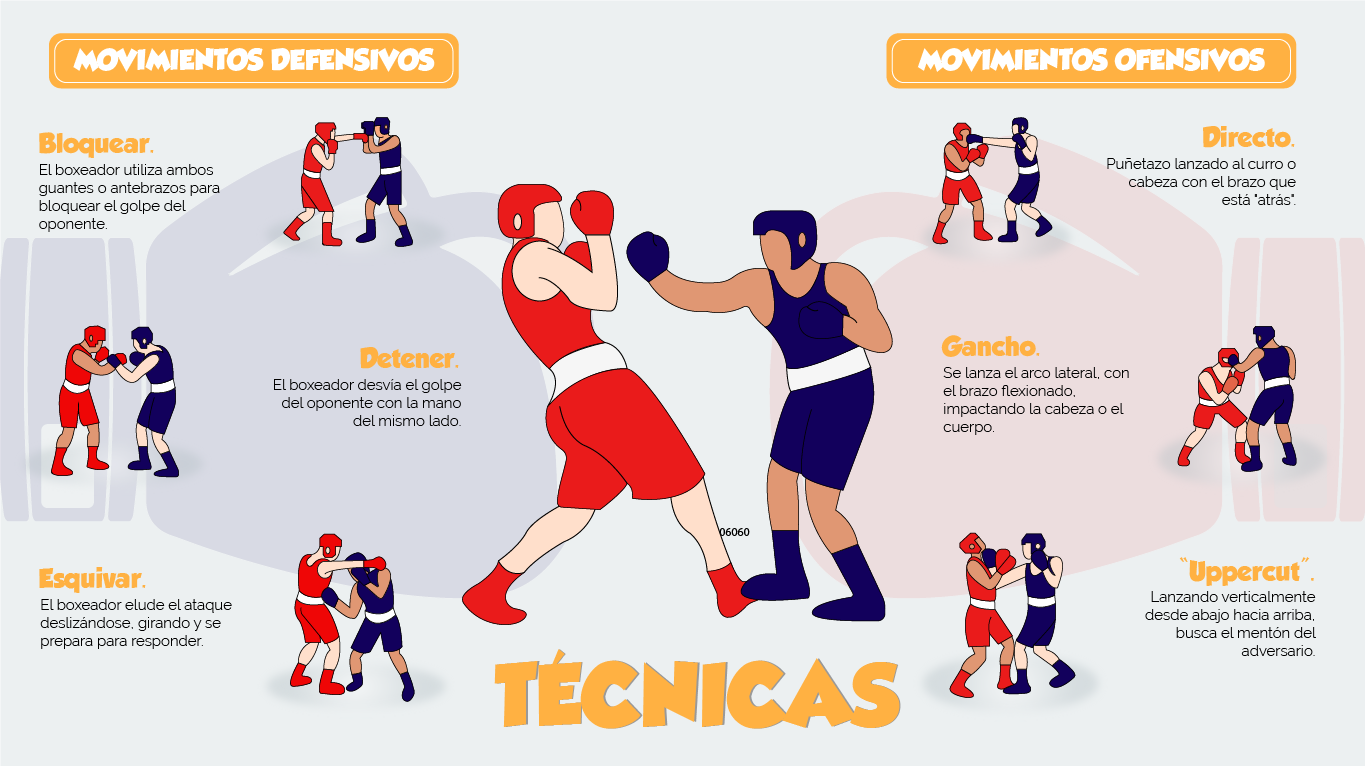 MOVIMIENTOS DEFENSIVOS
Bloquear.
El boxeador utiliza ambos
guantes o antebrazos para
bloquear el golpe del
oponente.
Detener.
El boxeador desvía el golpe
del oponente con la mano
del mismo lado.
Esquivar.
El boxeador elude el ataque
deslizándose, girando y se
prepara para responder.
MOVIMIENTOS OFENSIVOS
Directo.
Puñetazo lanzado al curro o
cabeza con el brazo que
está "atrás".
Gancho.
Se lanza el arco lateral, con
el brazo flexionado,
impactando la cabeza o el
cuerpo.
“Uppercut”.
Lanzando verticalmente
desde abajo hacia arriba,
busca el mentón del
adversario.
06060
TÉCNICAS